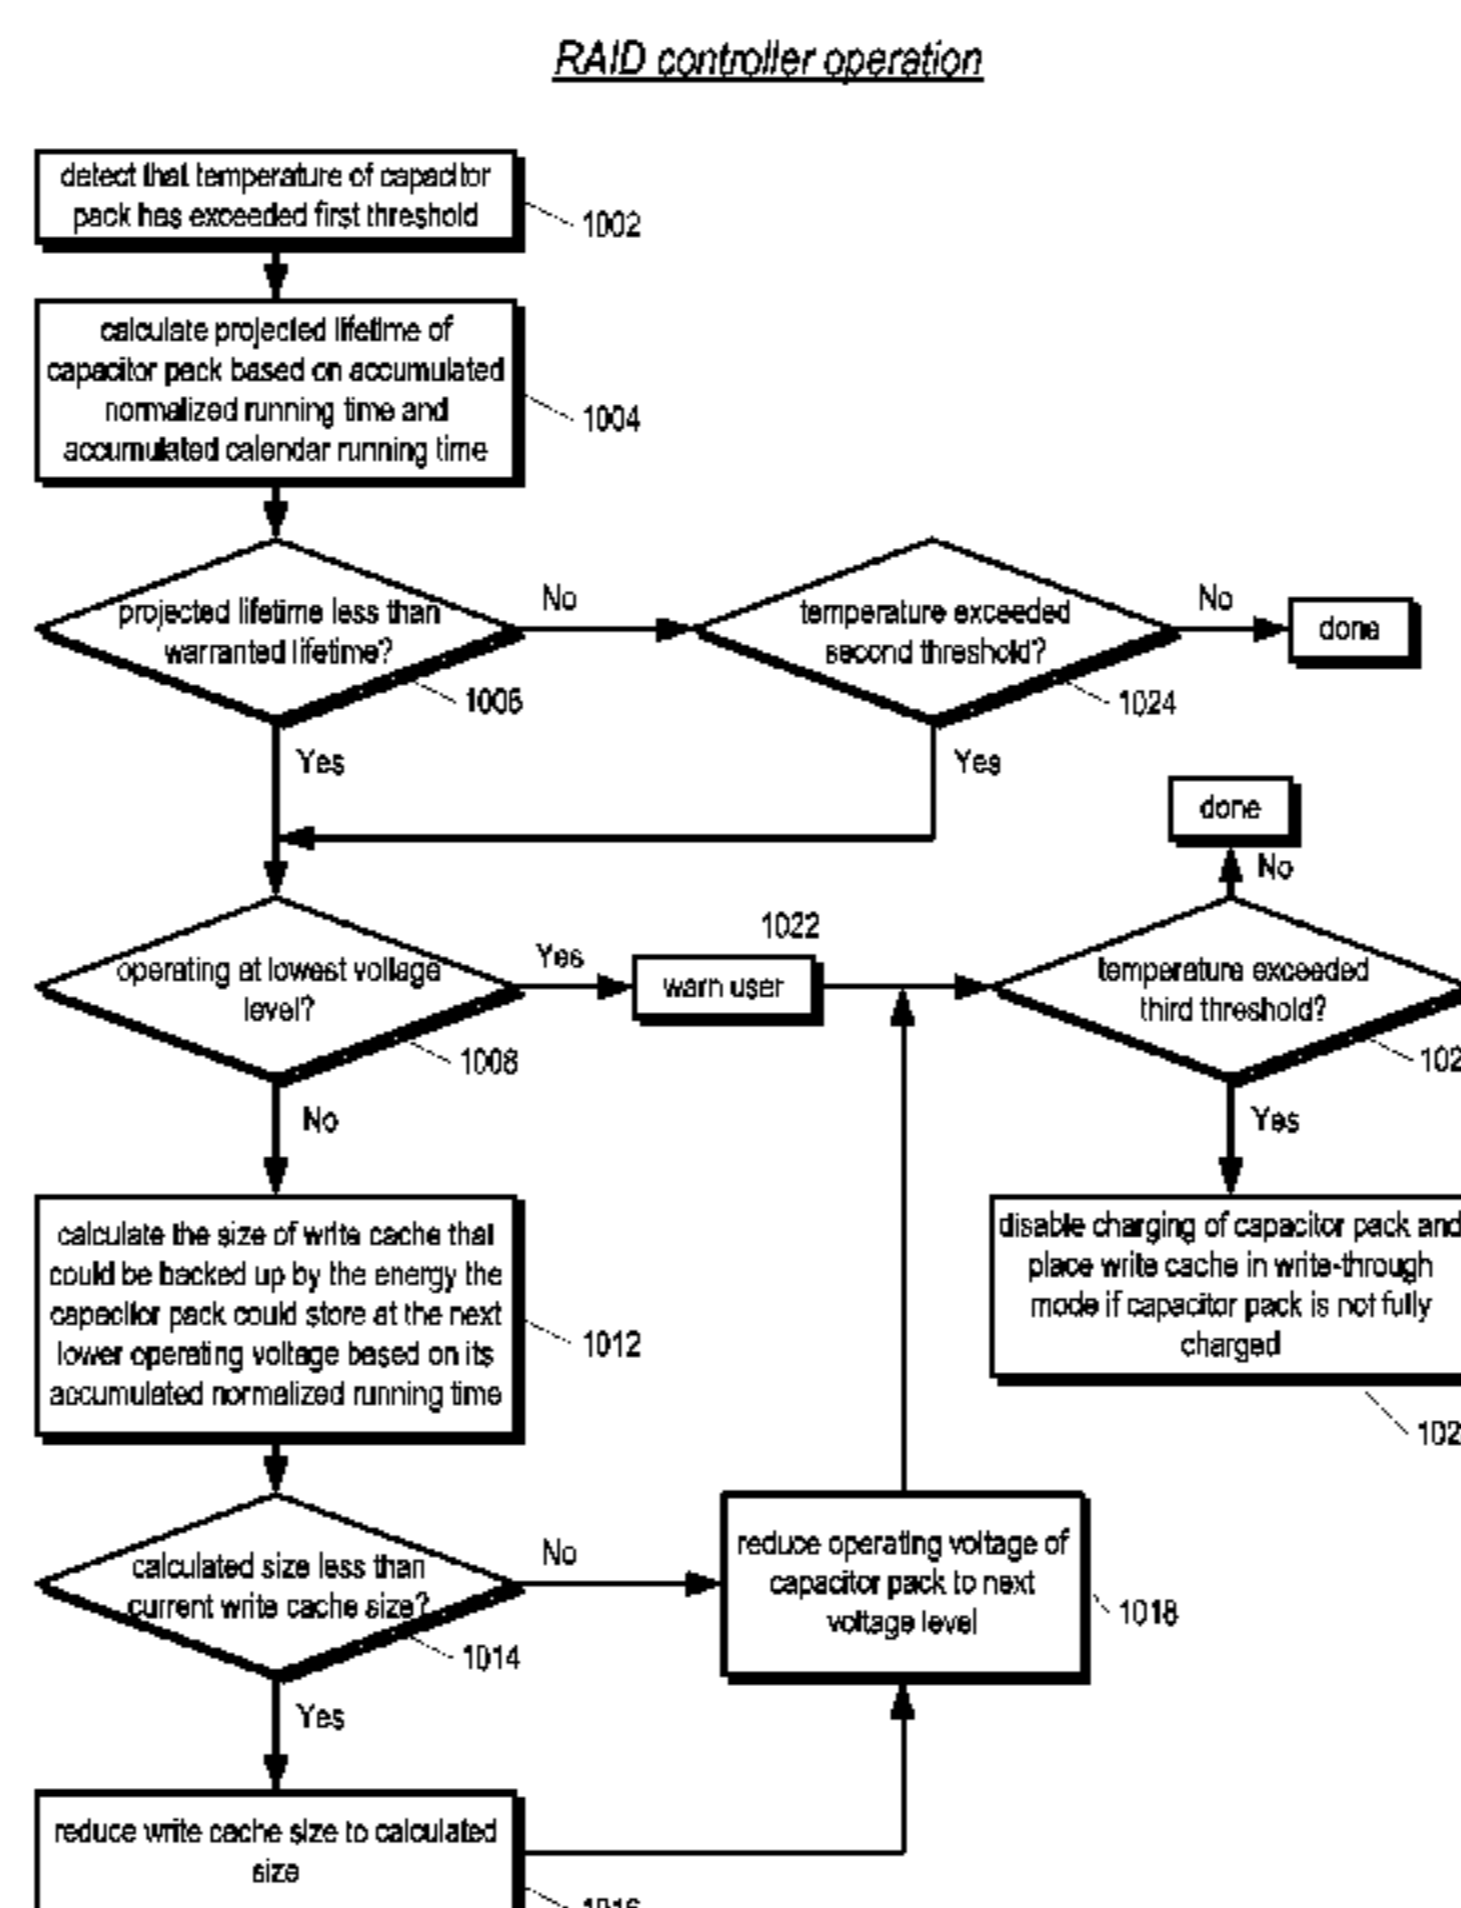 RAID controller operation
detect that temperature of capacitor
pack has exceeded first threshold
1002
calculate projected lifetime of
capacitor pack based on accumulated
normalized running time and
accumulated calendar running time
1004
projected lifetime less than
warranted lifetime?
1006
No
temperature exceeded
second threshold?
1024
No
done
Yes
Yes
done
No
operating at lowest voltage
level?
1008
Yes
1022
warn user
temperature exceeded
third threshold?
Yes
No
calculate the size of write cache that
could be backed up by the energy the
capacitor pack could store at the next
lower operating voltage based on its
accumulated normalized running time
1012
disable charging of capacitor pack and
place write cache in write-through
mode if capacitor pack is not fully
charged
calculated size less than
current write cache size?
1014
No
reduce operating voltage of
capacitor pack to next
voltage level
1018
Yes
reduce write cache size to calculated
size